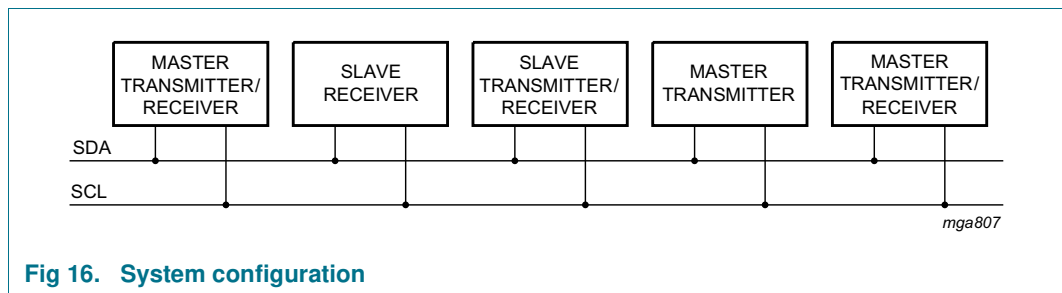 MASTER
TRANSMITTER/
RECEIVER
SLAVE
RECEIVER
SLAVE
TRANSMITTER/
RECEIVER
MASTER
TRANSMITTER
MASTER
TRANSMITTER/
RECEIVER
SDA
SCL
mga807
Fig 16. System configuration